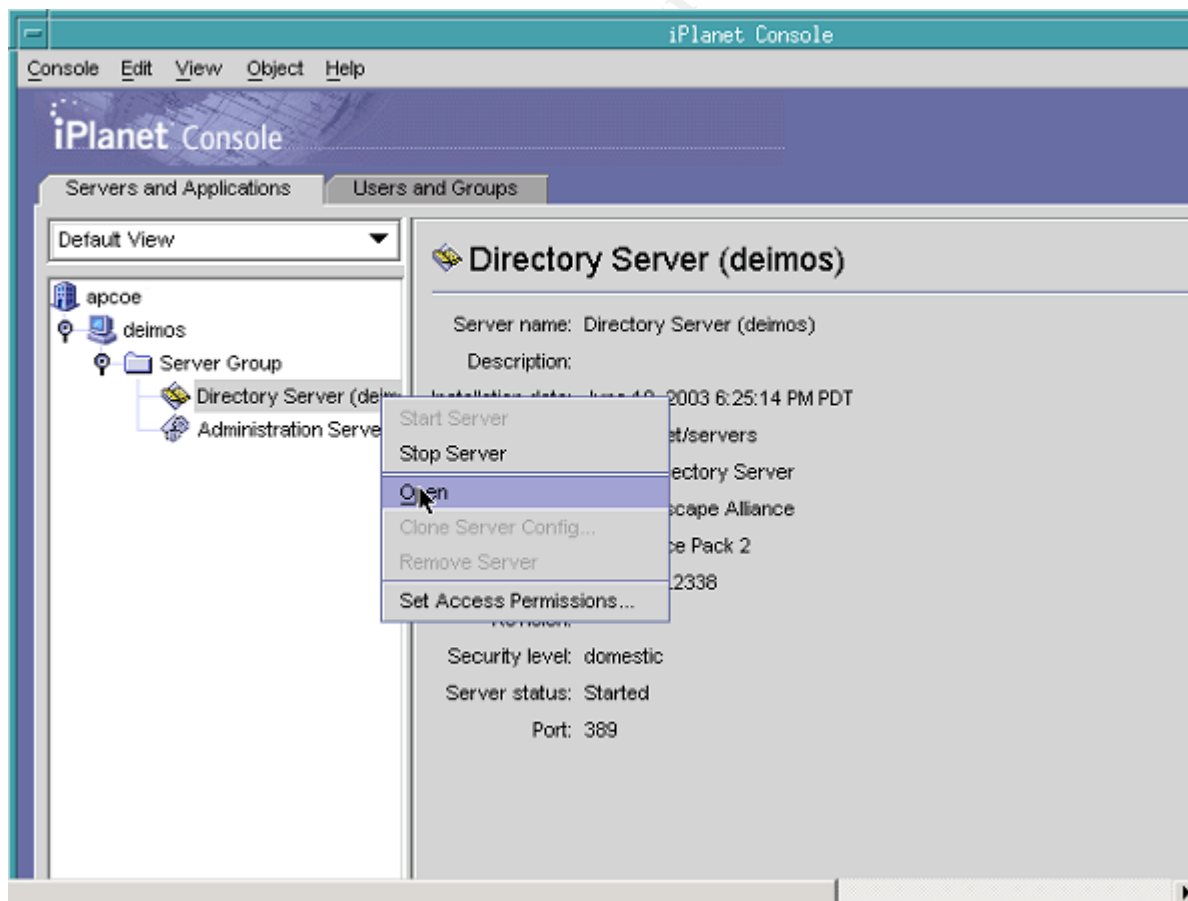 iPlanet Console
Console Edit View Object Help
iPlanet Console
Servers and Applications
Users and Groups
Default View
apcoe
deimos
Server Group
Directory Server (deim
Administration Serve
Directory Server (deimos)
Server name: Directory Server (deimos)
Description:
2003 6:25:14 PM PDT
et/servers
ectory Server
scape Alliance
ce Pack 2
2338
Security level: domestic
Server status: Started
Port: 389
Start Server
Stop Server
Open
Clone Server Config...
Remove Server
Set Access Permissions...